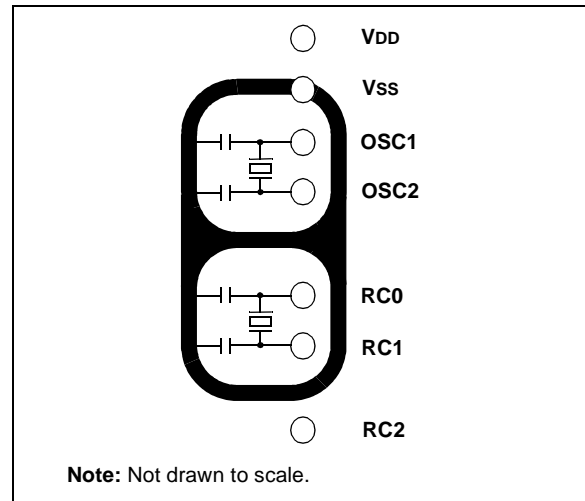 VDD
VSS
OSC1
OSC2
RC0
RC1
RC2
Note: Not drawn to scale.